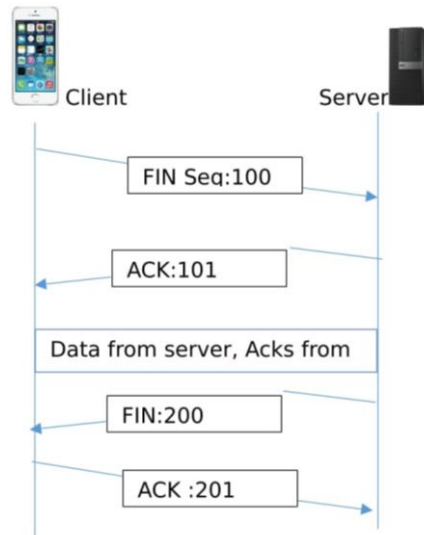 Client
Server
FIN Seq:100
ACK:101
Data from server, Acks from
FIN:200
ACK :201